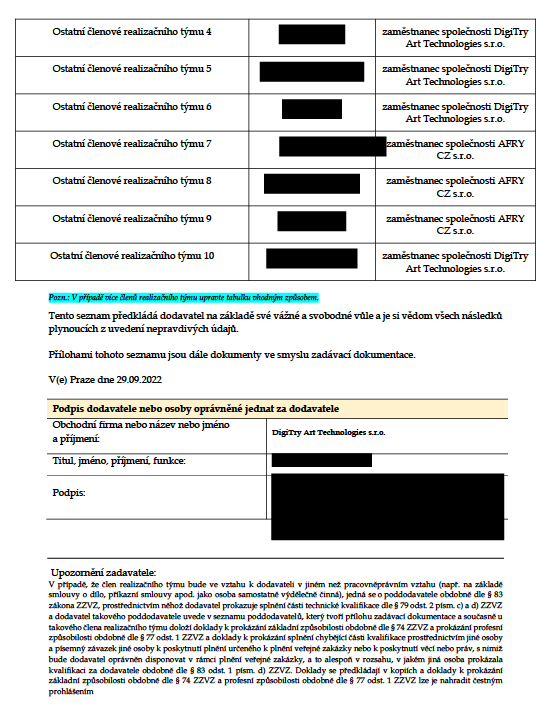 Ostatní členové realizačního týmu 4
zaměstnanec společnosti DigiTry
Art Technologies s.r.o.
Ostatní členové realizačního týmu 5
zaměstnanec společnosti DigiTry
Art Technologies s.r.o.
Ostatní členové realizačního týmu 6
zaměstnanec společnosti DigiTry
Art Technologies s.r.o.
Ostatní členové realizačního týmu 7
zaměstnanec společnosti AFRY
CZ s.r.o.
Ostatní členové realizačního týmu 8
zaměstnanec společnosti AFRY
CZ s.r.o.
Ostatní členové realizačního týmu 9
zaměstnanec společnosti AFRY
CZ s.r.o.
Ostatní členové realizačního týmu 10
zaměstnanec společnosti DigiTry
Art Technologies s.r.o.
Pozn.: V případě více členů realizačního týmu upravte tabulku vhodným způsobem.
Tento seznam předkládá dodavatel na základě své vážné a svobodné vůle a je si vědom všech následků
plynoucích z uvedení nepravdivých údajů.
Přílohami tohoto seznamu jsou dále dokumenty ve smyslu zadávací dokumentace.
V(e) Praze dne 29.09.2022
Podpis dodavatele nebo osoby oprávněné jednat za dodavatele
Obchodní firma nebo název nebo jméno
a příjmení:
DigiTry Art Technologies s.r.o.
Titul, jméno, příjmení, funkce:
Podpis:
Upozornění zadavatele:
V případě, že člen realizačního týmu bude ve vztahu k dodavateli v jiném než pracovněprávním vztahu (např. na základě
smlouvy o dílo, příkazní smlouvy apod. jako osoba samostatně výdělečně činná), jedná se o poddodavatele obdobně dle § 83
zákona ZZVZ, prostřednictvím něhož dodavatel prokazuje splnění části technické kvalifikace dle § 79 odst. 2 písm. c) a d) ZZVZ
a dodavatel takového poddodavatele uvede v seznamu poddodavatelů, který tvoří přílohu zadávací dokumentace a současně u
takového člena realizačního týmu doloží doklady k prokázání základní způsobilosti obdobně dle § 74 ZZVZ a prokázání profesní
způsobilosti obdobně dle § 77 odst. 1 ZZVZ a doklady k prokázání splnění chybějící části kvalifikace prostřednictvím jiné osoby
a písemný závazek jiné osoby k poskytnutí plnění určeného k plnění veřejné zakázky nebo k poskytnutí věcí nebo práv, s nimiž
bude dodavatel oprávněn disponovat v rámci plnění veřejné zakázky, a to alespoň v rozsahu, v jakém jiná osoba prokázala
kvalifikaci za dodavatele obdobně dle § 83 odst. 1 písm. d) ZZVZ. Doklady se předkládají v kopiích a doklady k prokázání
základní způsobilosti obdobně dle § 74 ZZVZ a profesní způsobilosti obdobně dle § 77 odst. 1 ZZVZ lze je nahradit čestným
prohlášením